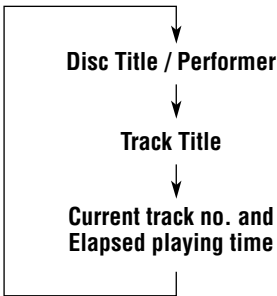 Disc Title / Performer
Track Title
Current track no. and
Elapsed playing time